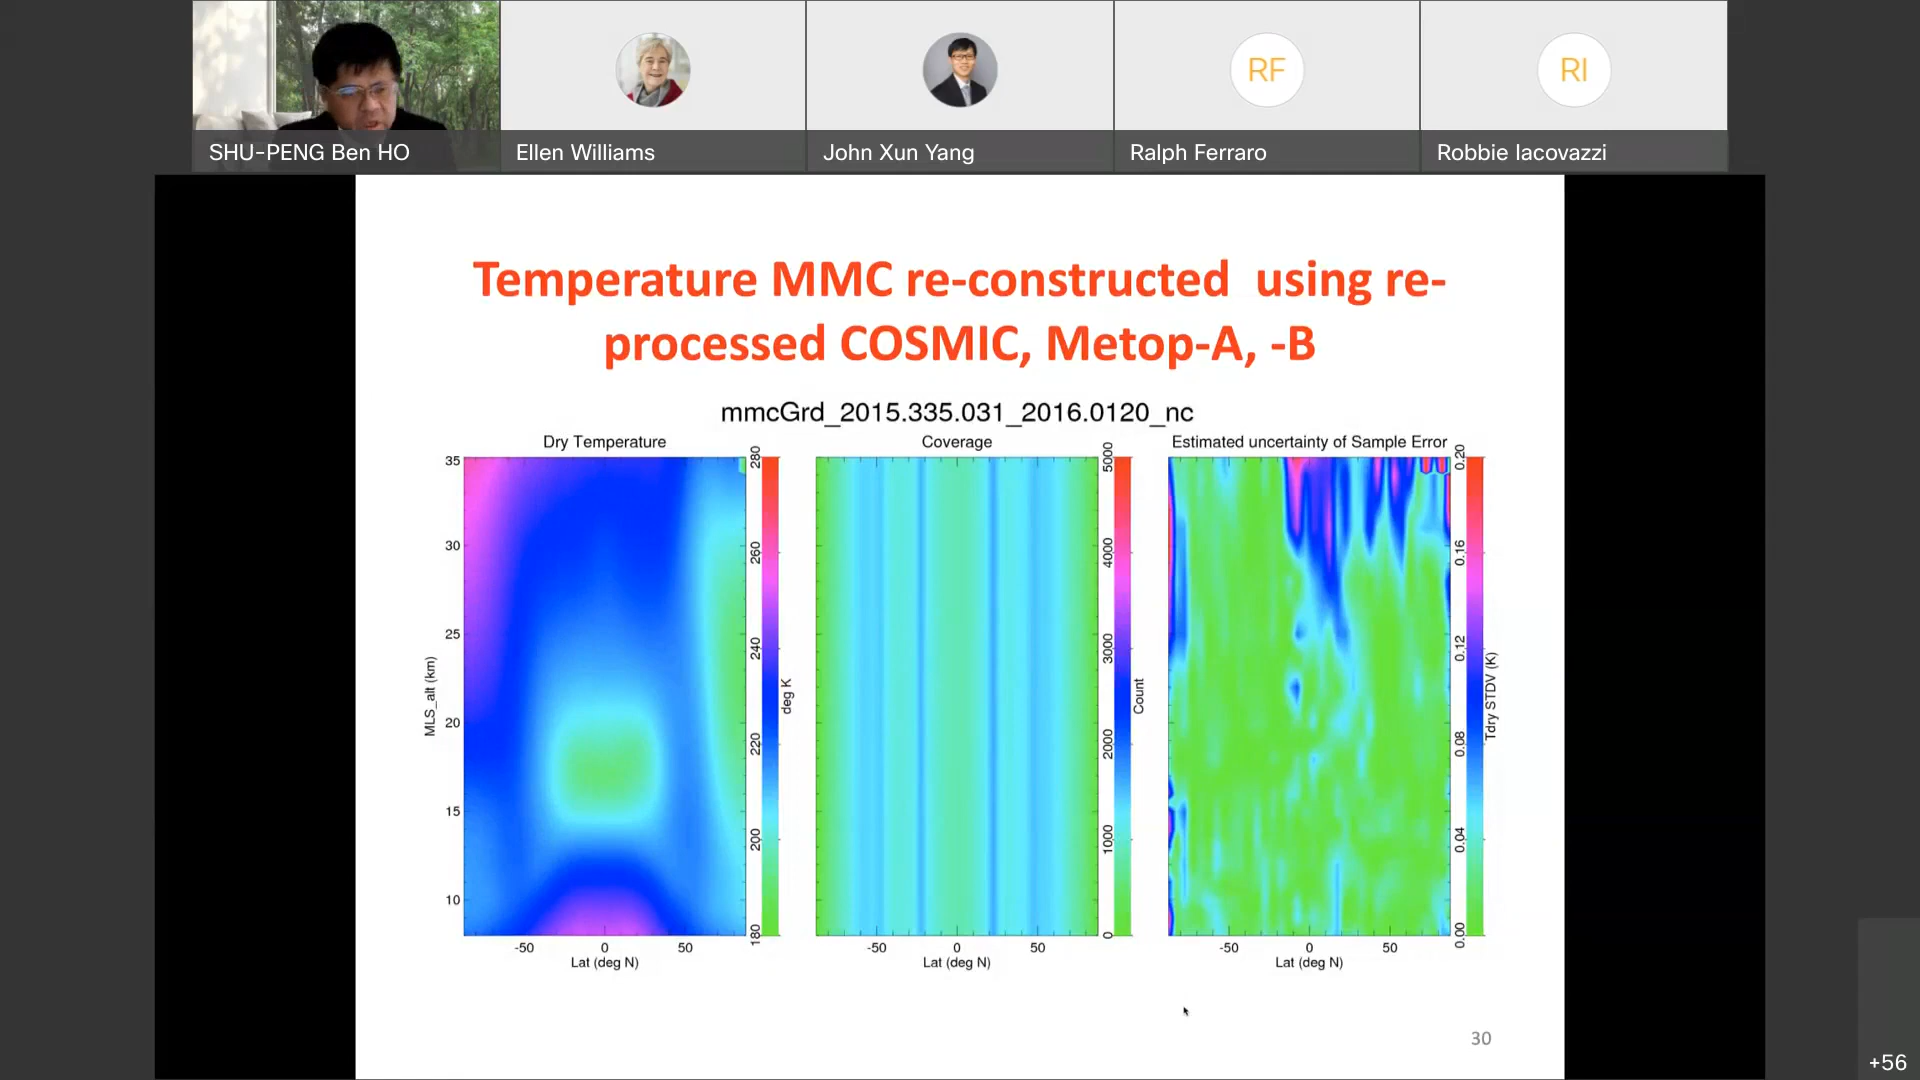 SHU-PENG Ben HO
Ellen Williams
John Xun Yang
RF
Ralph Ferraro
RI
Robbie Iacovazzi
Temperature MMC re-constructed using re-
processed COSMIC, Metop-A, -B
mmcGrd_2015.335.031_2016.0120_nc
Dry Temperature
Coverage
Estimated uncertainty of Sample Error
35
30
25
20
15
10
MLS_alt (km)
-50 0 50
Lat (deg N)
280
260
240
220
200
180
deg K
-50 0 50
Lat (deg N)
5000
4000
3000
2000
1000
0
Count
-50 0 50
Lat (deg N)
0.20
0.16
0.12
0.08
0.04
0.00
Tdry STDV (K)
30
+56